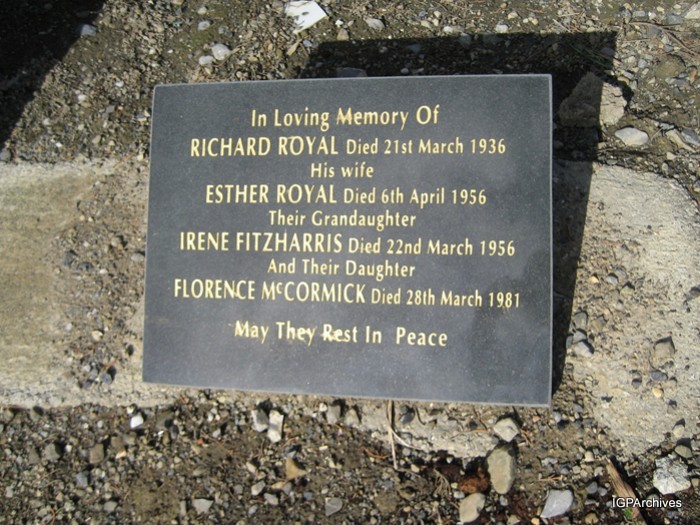 In Loving Memory Of
RICHARD ROYAL Died 21st March 1936
His wife
ESTHER ROYAL Died 6th April 1956
Their Grandaughter
IRENE FITZHARRIS Died 22nd March 1956
And Their Daughter
FLORENCE McCORMICK Died 28th March 1981
May They Rest In Peace
IGPArchives